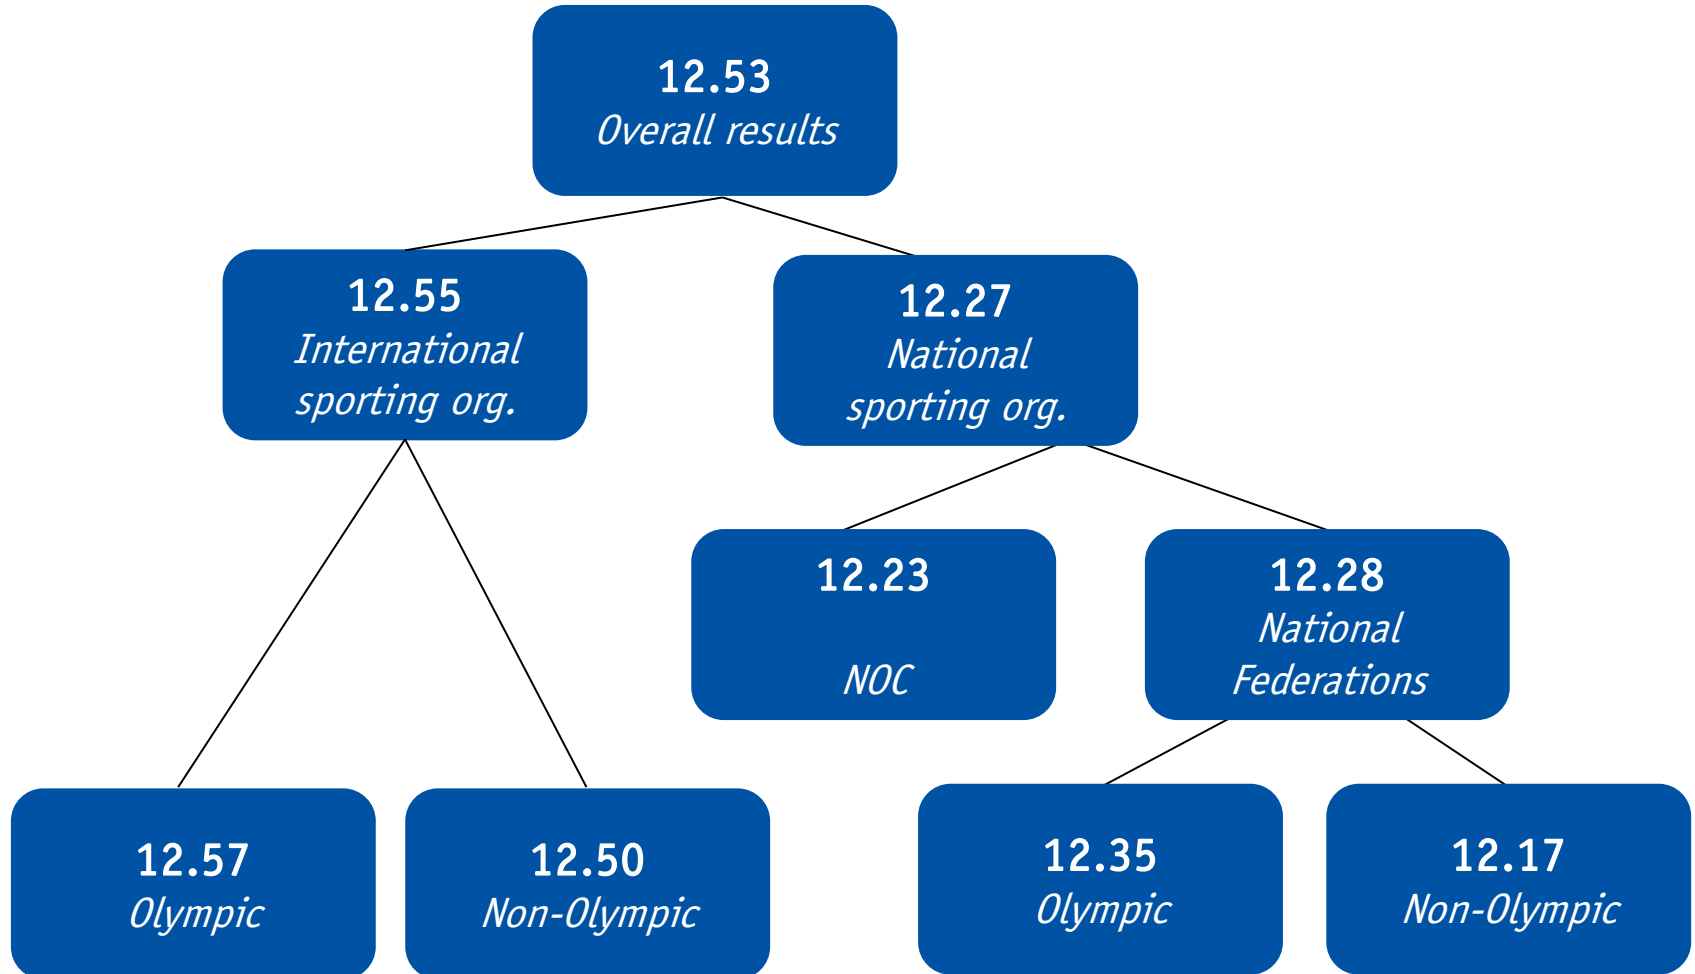 12.53
Overall results
12.55
International
sporting org.
12.27
National
sporting org.
12.23
NOC
12.28
National
Federations
12.57
Olympic
12.50
Non-Olympic
12.35
Olympic
12.17
Non-Olympic